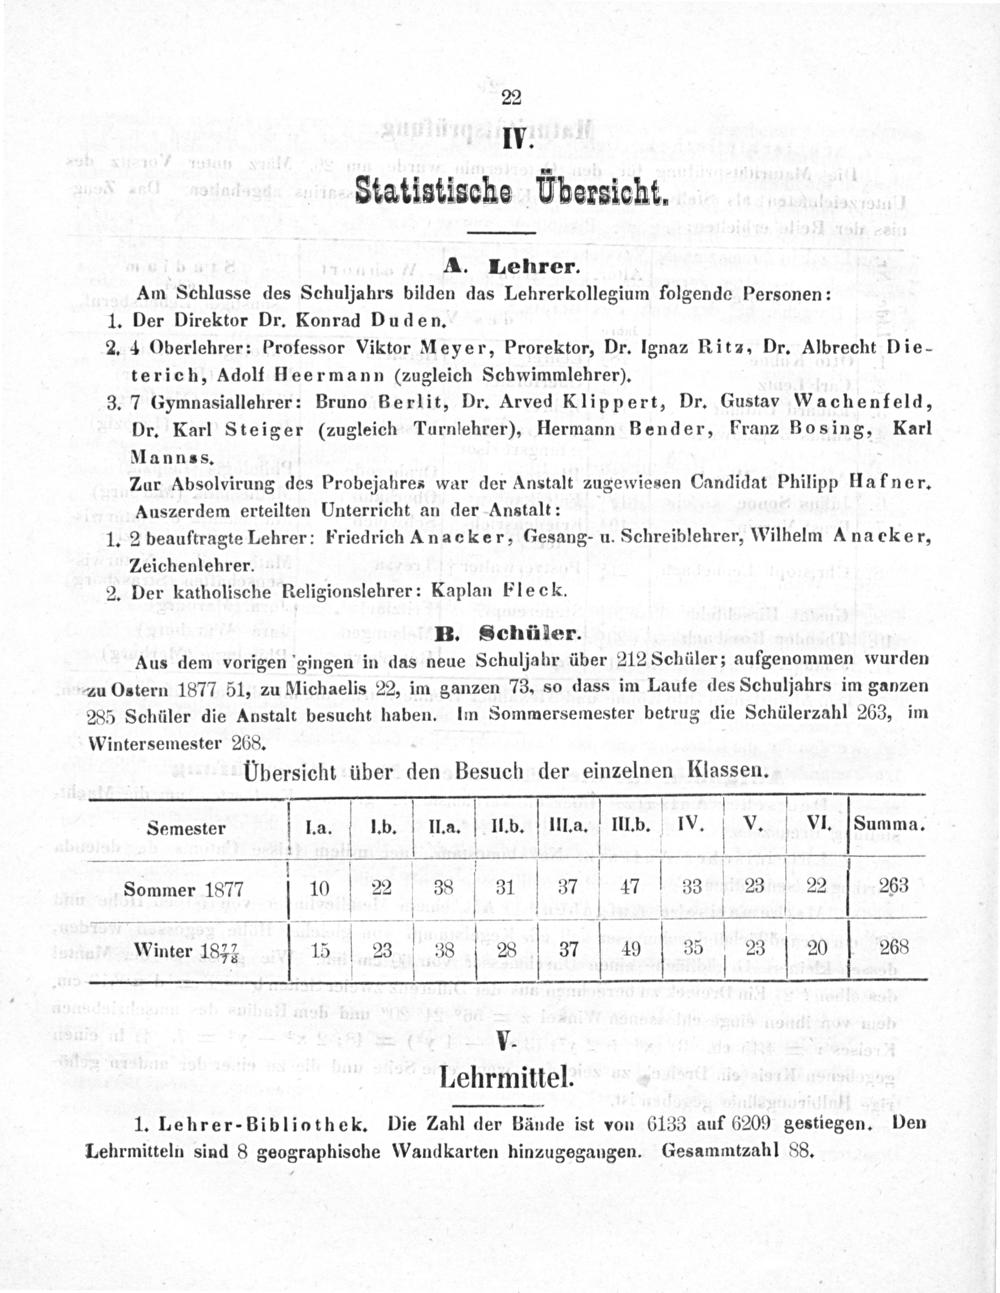 22
IV.
Statistische Übersicht.
A. Lehrer.
Am Schlusse des Schuljahrs bilden das Lehrerkollegium folgende Personen:
1. Der Direktor Dr. Konrad Duden.
2. 4 Oberlehrer: Professor Viktor Meyer, Prorektor, Dr. Ignaz Ritz, Dr. Albrecht Die-
terich, Adolf Heermann (zugleich Schwimmlehrer).
3. 7 Gymnasiallehrer: Bruno Berlit, Dr. Arved Klippert, Dr. Gustav Wachenfeld,
Dr. Karl Steiger (zugleich Turnlehrer), Hermann Bender, Franz Bosing, Karl
Manns.
Zur Absolvirung des Probejahres war der Anstalt zugewiesen Candidat Philipp Hafner.
Auszerdem erteilten Unterricht an der Anstalt:
1. 2 beauftragte Lehrer: Friedrich Anacker, Gesang- u. Schreiblehrer, Wilhelm Anacker,
Zeichenlehrer.
2. Der katholische Religionslehrer: Kaplan Fleck.
B. Schüler.
Aus dem vorigen gingen in das neue Schuljahr über 212 Schüler; aufgenommen wurden
zu Ostern 1877 51, zu Michaelis 22, im ganzen 73, so dass im Laufe des Schuljahrs im ganzen
285 Schüler die Anstalt besucht haben. Im Sommersemester betrug die Schülerzahl 263, im
Wintersemester 268.
Übersicht über den Besuch der einzelnen Klassen.
Semester I.a. I.b. II.a. II.b. III.a. III.b. IV. V. VI. Summa.
Sommer 1877 10 22 38 31 37 47 33 23 22 263
Winter 1877/78 15 23 38 28 37 49 35 23 20 268
V.
Lehrmittel.
1. Lehrer-Bibliothek. Die Zahl der Bände ist von 6133 auf 6209 gestiegen. Den
Lehrmitteln sind 8 geographische Wandkarten hinzugegangen. Gesammtzahl 88.